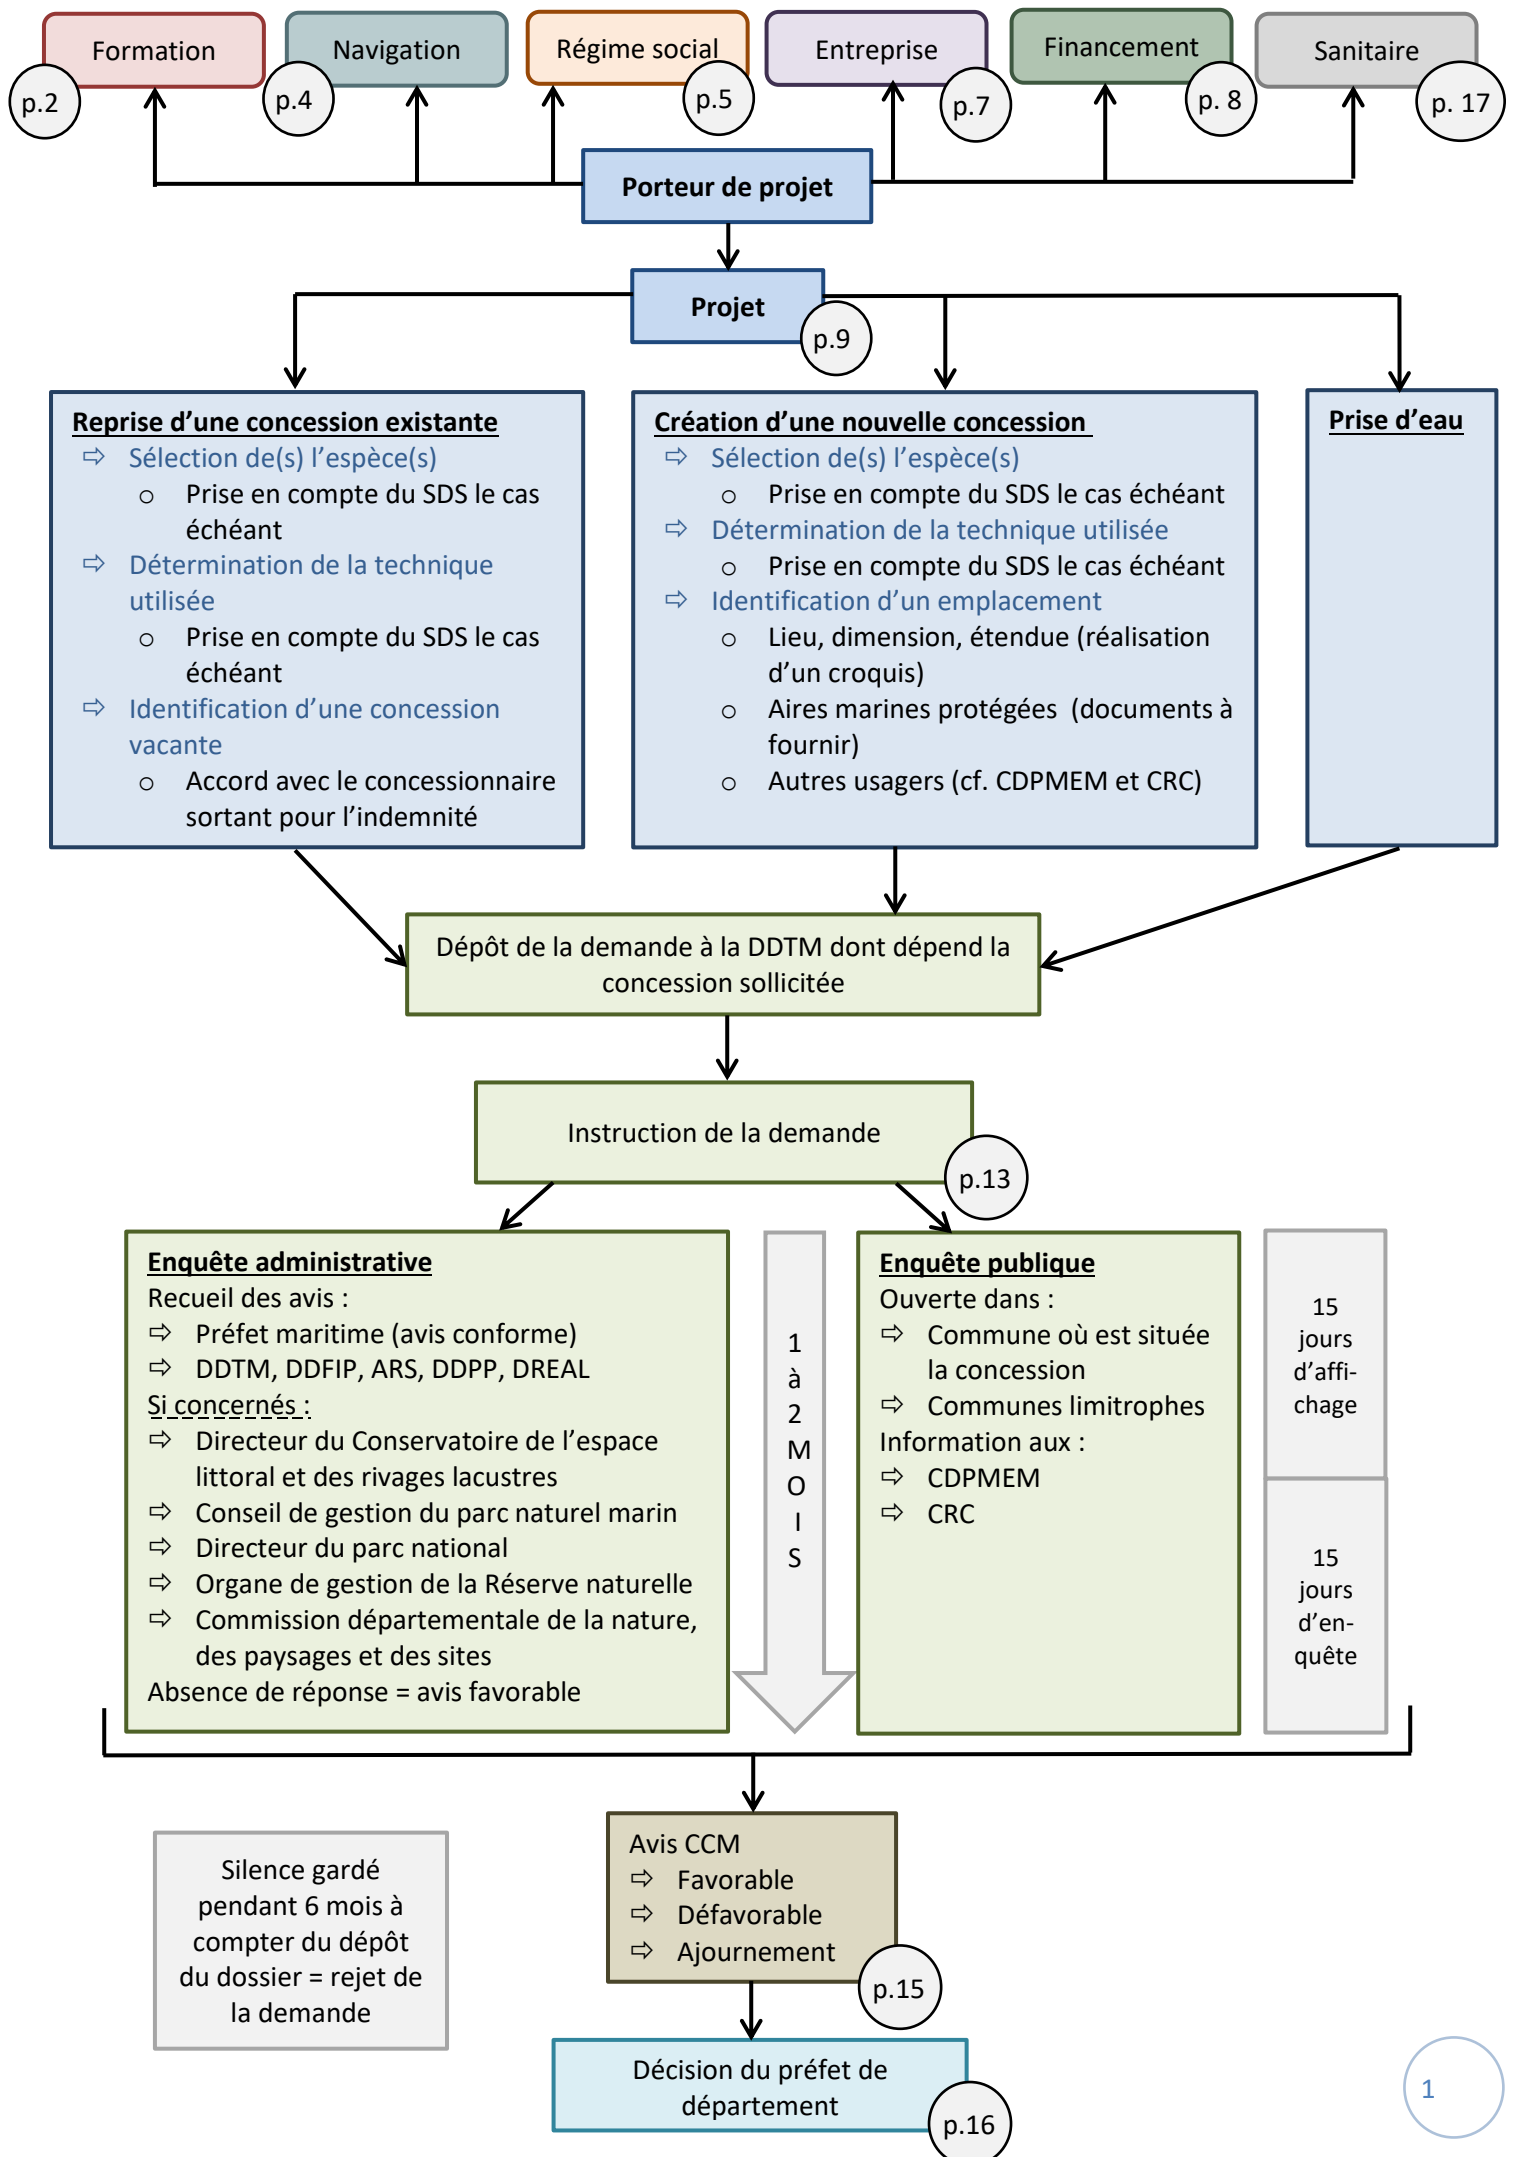 Formation
Navigation
Régime social
Entreprise
Financement
Sanitaire
p.2
p.4
p.5
p.7
p. 8
p. 17
Porteur de projet
Projet
p.9
Reprise d’une concession existante
⇨ Sélection de(s) l’espèce(s)
o Prise en compte du SDS le cas
échéant
⇨ Détermination de la technique
utilisée
o Prise en compte du SDS le cas
échéant
⇨ Identification d’une concession
vacante
o Accord avec le concessionnaire
sortant pour l’indemnité
Création d’une nouvelle concession
⇨ Sélection de(s) l’espèce(s)
o Prise en compte du SDS le cas échéant
⇨ Détermination de la technique utilisée
o Prise en compte du SDS le cas échéant
⇨ Identification d’un emplacement
o Lieu, dimension, étendue (réalisation
d’un croquis)
o Aires marines protégées (documents à
fournir)
o Autres usagers (cf. CDPMEM et CRC)
Prise d’eau
Dépôt de la demande à la DDTM dont dépend la
concession sollicitée
Instruction de la demande
p.13
Enquête administrative
Recueil des avis :
⇨ Préfet maritime (avis conforme)
⇨ DDTM, DDFIP, ARS, DDPP, DREAL
Si concernés :
⇨ Directeur du Conservatoire de l’espace
littoral et des rivages lacustres
⇨ Conseil de gestion du parc naturel marin
⇨ Directeur du parc national
⇨ Organe de gestion de la Réserve naturelle
⇨ Commission départementale de la nature,
des paysages et des sites
Absence de réponse = avis favorable
1
à
2
M
O
I
S
Enquête publique
Ouverte dans :
⇨ Commune où est située
la concession
⇨ Communes limitrophes
Information aux :
⇨ CDPMEM
⇨ CRC
15
jours
d’affi-
chage
15
jours
d’en-
quête
Silence gardé
pendant 6 mois à
compter du dépôt
du dossier = rejet de
la demande
Avis CCM
⇨ Favorable
⇨ Défavorable
⇨ Ajournement
p.15
Décision du préfet de
département
p.16
1